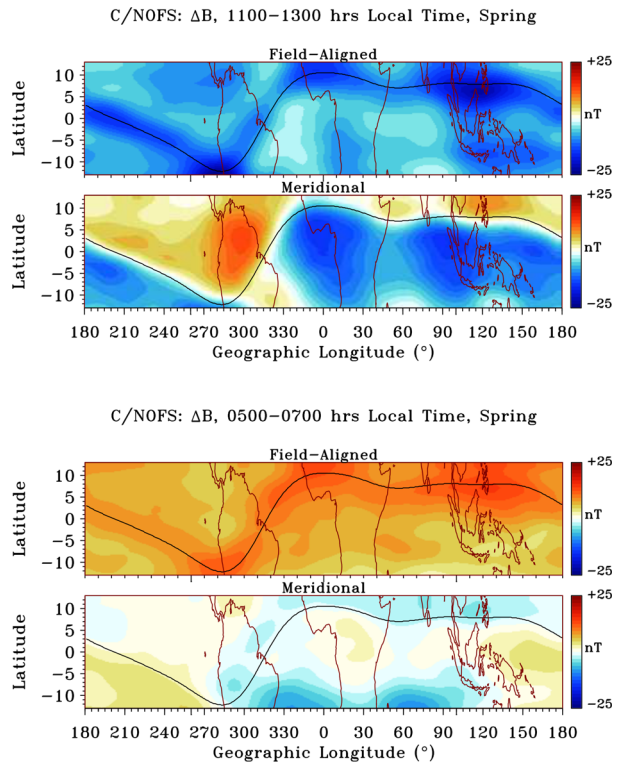 C/NOFS: ΔB, 1100−1300 hrs Local Time, Spring
Field−Aligned
10
5
0
−5
−10
Latitude
+25
nT
−25
Meridional
10
5
0
−5
−10
Latitude
+25
nT
−25
180 210 240 270 300 330 0 30 60 90 120 150 180
Geographic Longitude (°)
C/NOFS: ΔB, 0500−0700 hrs Local Time, Spring
Field−Aligned
10
5
0
−5
−10
Latitude
+25
nT
−25
Meridional
10
5
0
−5
−10
Latitude
+25
nT
−25
180 210 240 270 300 330 0 30 60 90 120 150 180
Geographic Longitude (°)